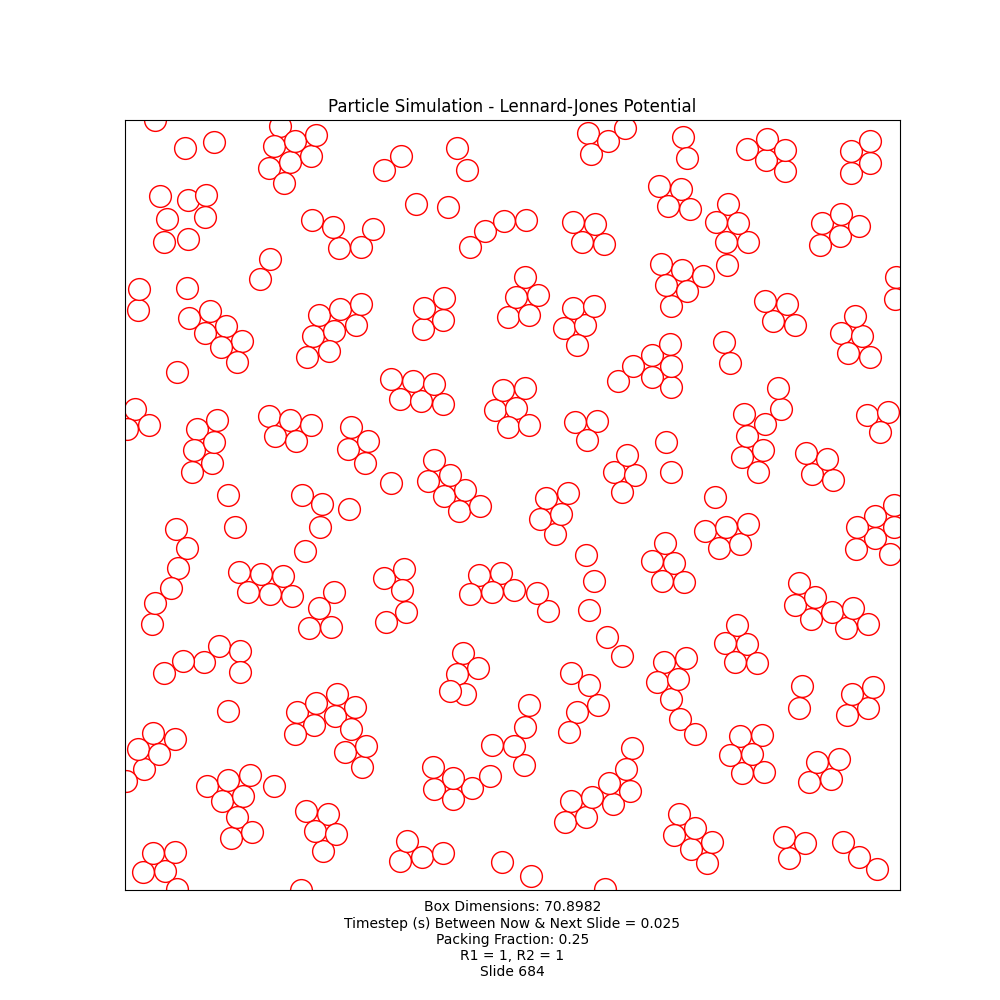 Particle Simulation - Lennard-Jones Potential
Box Dimensions: 70.8982
Timestep (s) Between Now & Next Slide = 0.025
Packing Fraction: 0.25
R1 = 1, R2 = 1
Slide 684